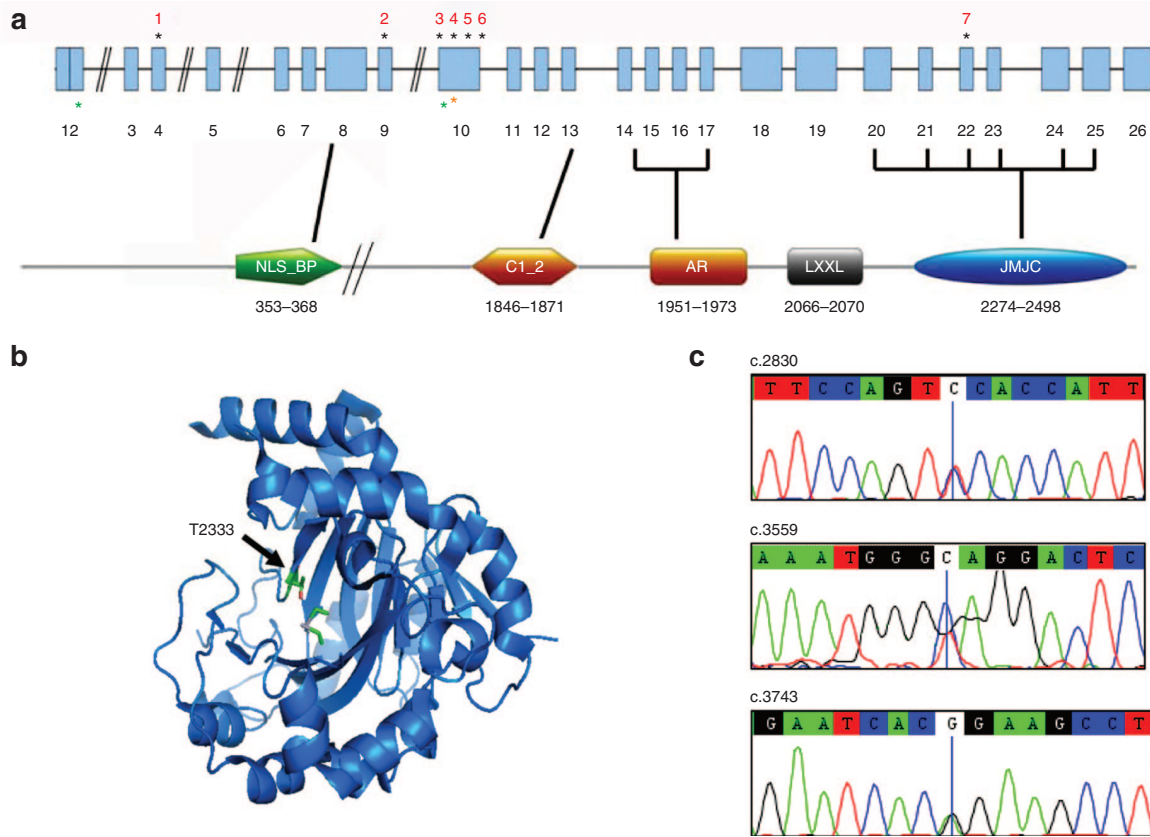 a
1 2 3 4 5 6 7
* * * * * * *
* * *
12 3 4 5 6 7 8 9 10 11 12 13 14 15 16 17 18 19 20 21 22 23 24 25 26
NLS_BP C1_2 AR LXXL JMJC
353–368 1846–1871 1951–1973 2066–2070 2274–2498
b
T2333
c
c.2830
T T C C A G T C C A C C A T T
c.3559
A A A T G G G C A G G A C T C
c.3743
G A A T C A C G G A A G C C T